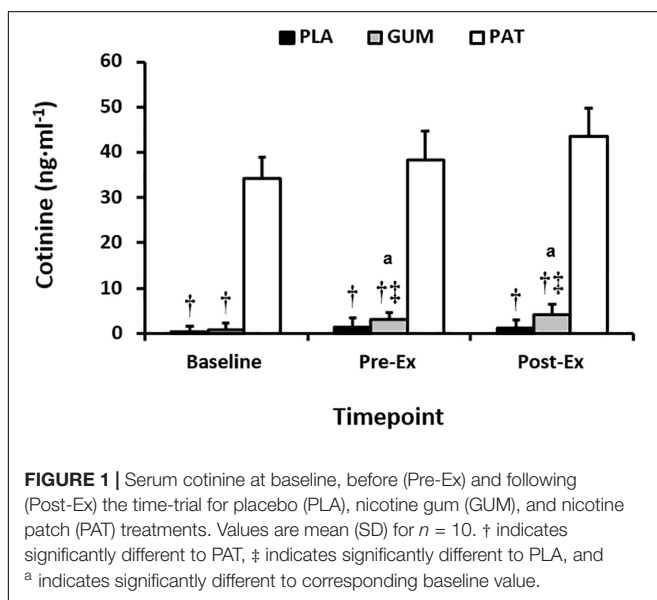 PLA GUM PAT
60
50
40
30
20
10
0
Cotinine (ng·ml⁻¹)
† †
a
† †‡
a
† †‡
Baseline Pre-Ex Post-Ex
Timepoint
FIGURE 1 | Serum cotinine at baseline, before (Pre-Ex) and following
(Post-Ex) the time-trial for placebo (PLA), nicotine gum (GUM), and nicotine
patch (PAT) treatments. Values are mean (SD) for n = 10. † indicates
significantly different to PAT, ‡ indicates significantly different to PLA, and
ᵃ indicates significantly different to corresponding baseline value.